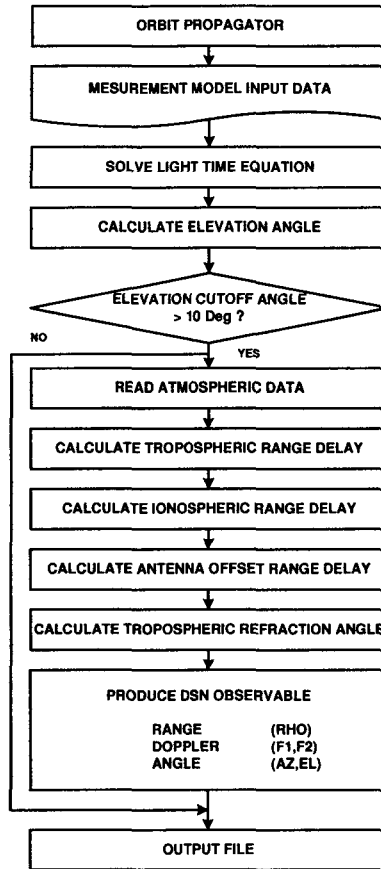 ORBIT PROPAGATOR
MESUREMENT MODEL INPUT DATA
SOLVE LIGHT TIME EQUATION
CALCULATE ELEVATION ANGLE
ELEVATION CUTOFF ANGLE
> 10 Deg ?
NO
YES
READ ATMOSPHERIC DATA
CALCULATE TROPOSPHERIC RANGE DELAY
CALCULATE IONOSPHERIC RANGE DELAY
CALCULATE ANTENNA OFFSET RANGE DELAY
CALCULATE TROPOSPHERIC REFRACTION ANGLE
PRODUCE DSN OBSERVABLE
RANGE (RHO)
DOPPLER (F1,F2)
ANGLE (AZ,EL)
OUTPUT FILE